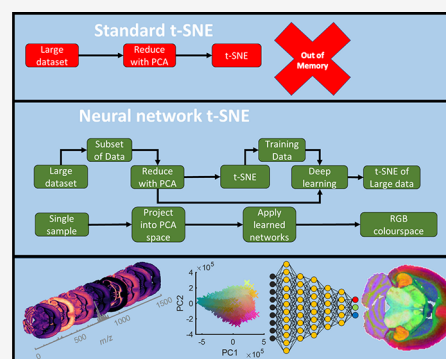 Standard t-SNE
Large
dataset
Reduce
with PCA
t-SNE
Out of
Memory
Neural network t-SNE
Subset
of Data
Training
Data
Large
dataset
Reduce
with PCA
t-SNE
Deep
learning
t-SNE of
Large data
Single
sample
Project
into PCA
space
Apply
learned
networks
RGB
colourspace
0
500
1000
1500
m/z
× 10⁵
5
0
-5
PC2
-5
0
5
PC1
× 10⁵